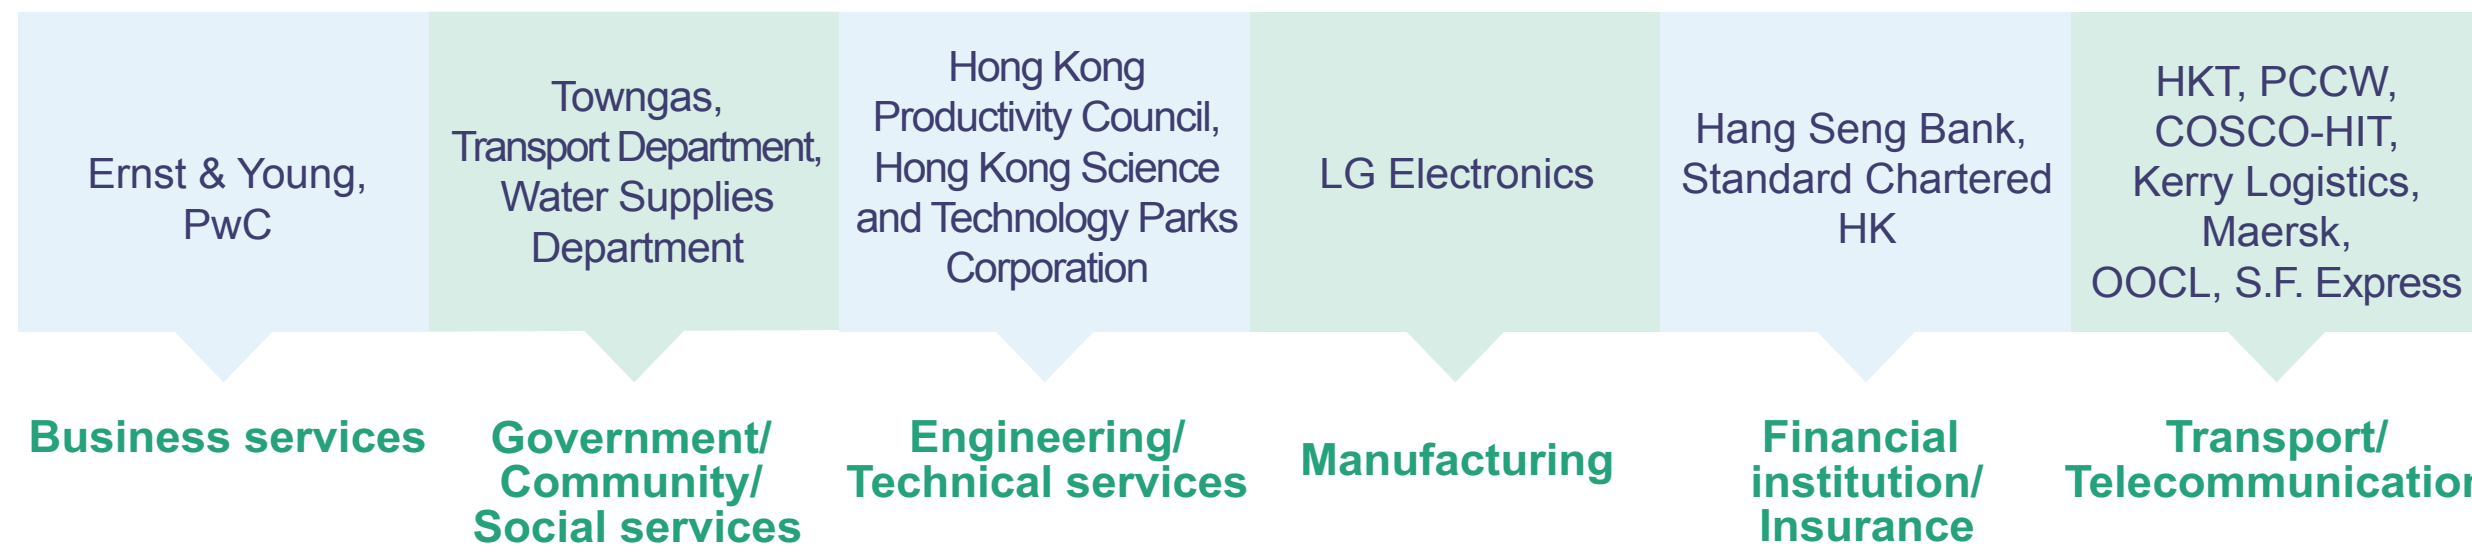 Ernst & Young,
PwC
Business services
Towngas,
Transport Department,
Water Supplies
Department
Government/
Community/
Social services
Hong Kong
Productivity Council,
Hong Kong Science
and Technology Parks
Corporation
Engineering/
Technical services
LG Electronics
Manufacturing
Hang Seng Bank,
Standard Chartered
HK
Financial
institution/
Insurance
HKT, PCCW,
COSCO-HIT,
Kerry Logistics,
Maersk,
OOCL, S.F. Express
Transport/
Telecommunication